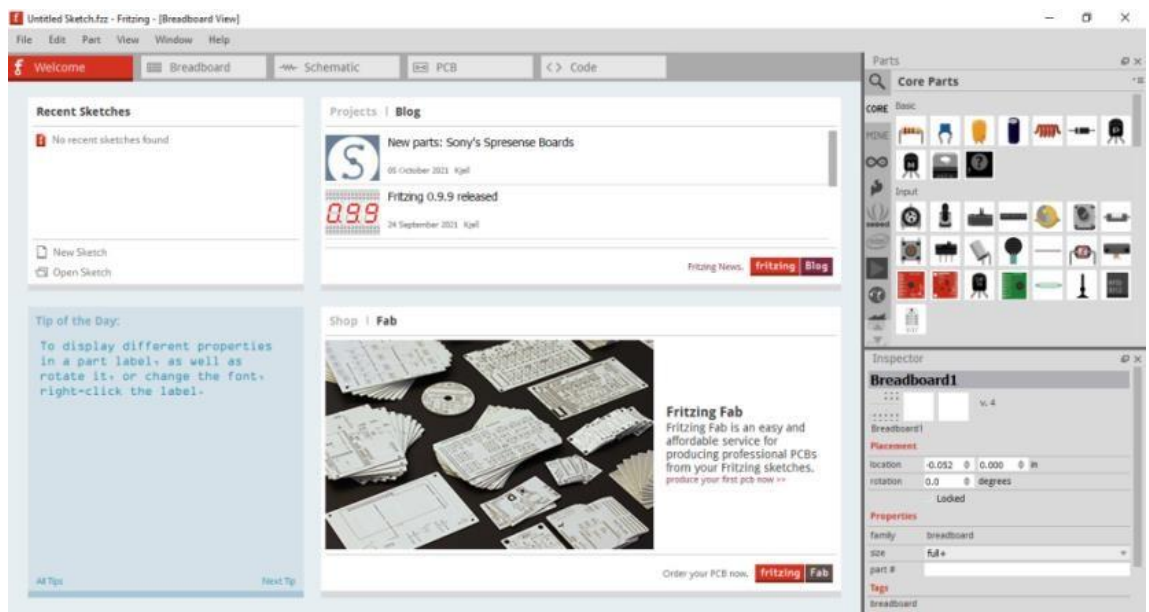 Untitled Sketch.fzz - Fritzing - [Breadboard View]
File Edit Part View Window Help
Welcome
Breadboard
Schematic
PCB
Code
Recent Sketches
No recent sketches found
New Sketch
Open Sketch
Projects | Blog
New parts: Sony's Spresense Boards
05 October 2021 Kjell
0.9.9
Fritzing 0.9.9 released
24 September 2021 Kjell
Fritzing News. fritzing Blog
Tip of the Day:
To display different properties
in a part label, as well as
rotate it, or change the font,
right-click the label.
All Tips
Next Tip
Shop | Fab
Fritzing Fab
Fritzing Fab is an easy and
affordable service for
producing professional PCBs
from your Fritzing sketches.
produce your first pcb now >>
Order your PCB now. fritzing Fab
Parts
Core Parts
CORE
MINE
Basic
Input
Inspector
Breadboard1
v. 4
Breadboard1
Placement
location -0.052 0.000 in
rotation 0.0 degrees
Locked
Properties
family breadboard
size full+
part #
Tags
breadboard